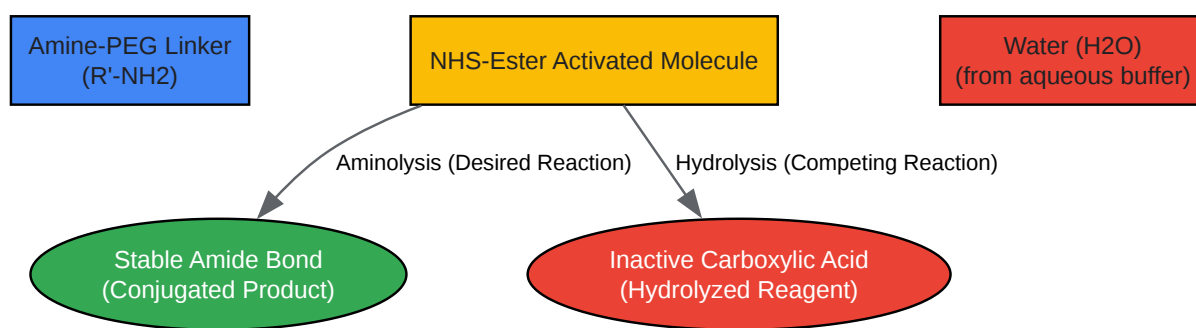 Amine-PEG Linker
(R'-NH2)
NHS-Ester Activated Molecule
Water (H2O)
(from aqueous buffer)
Aminolysis (Desired Reaction)
Hydrolysis (Competing Reaction)
Stable Amide Bond
(Conjugated Product)
Inactive Carboxylic Acid
(Hydrolyzed Reagent)